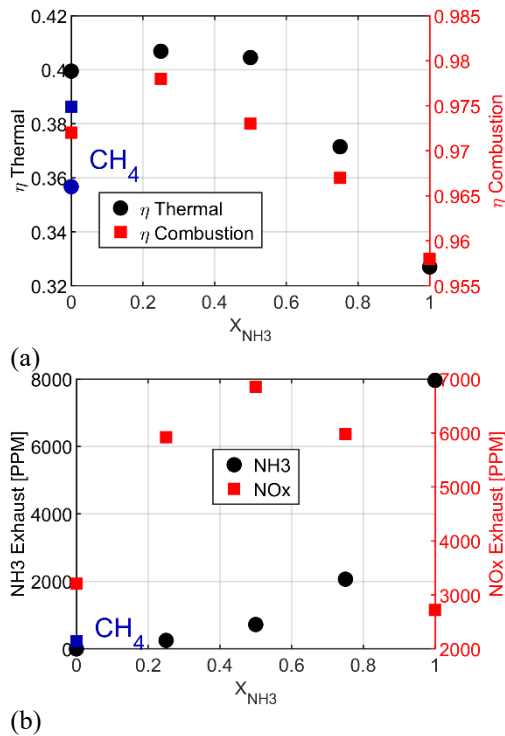 0.42
0.4
0.38
0.36
0.34
0.32
η Thermal
0.985
0.98
0.975
0.97
0.965
0.96
0.955
η Combustion
CH4
η Thermal
η Combustion
0 0.2 0.4 0.6 0.8 1
XNH3
(a)
8000
6000
4000
2000
0
NH3 Exhaust [PPM]
7000
6000
5000
4000
3000
2000
NOx Exhaust [PPM]
NH3
NOx
CH4
0 0.2 0.4 0.6 0.8 1
XNH3
(b)